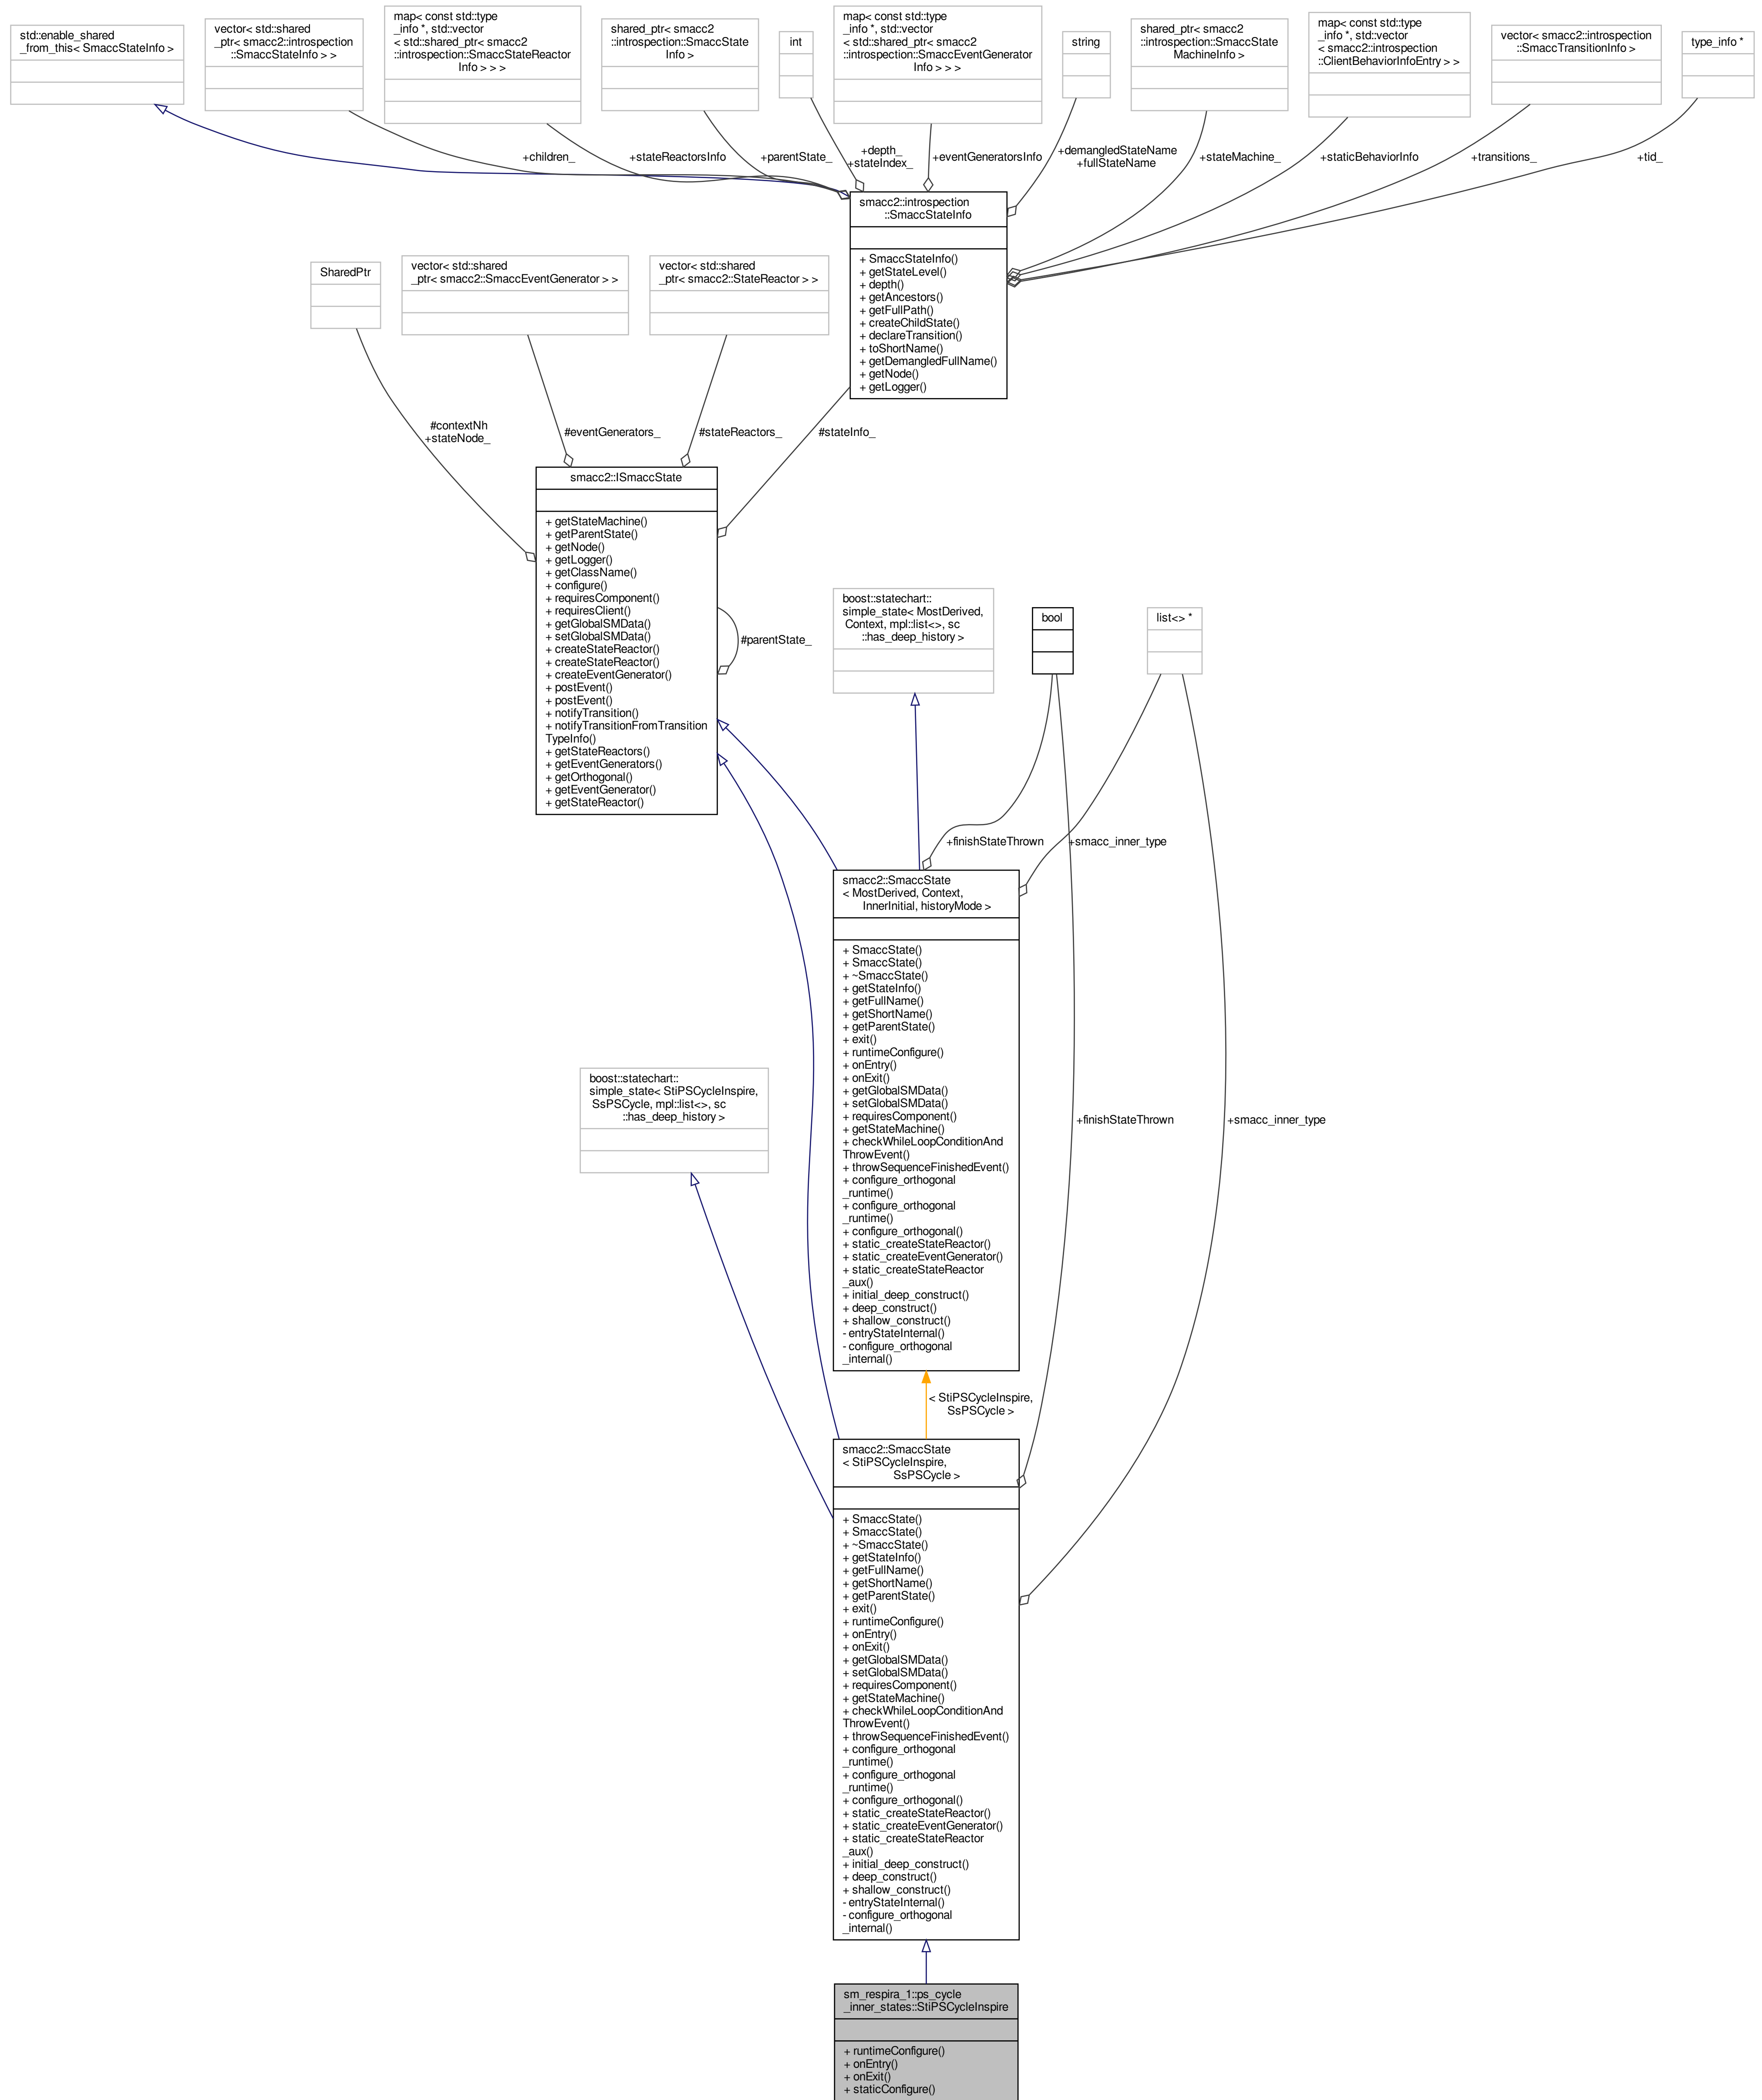 std::enable_shared
_from_this< SmaccStateInfo >
vector< std::shared
_ptr< smacc2::introspection
::SmaccStateInfo > >
map< const std::type
_info *, std::vector
< std::shared_ptr< smacc2
::introspection::SmaccStateReactor
Info > > >
shared_ptr< smacc2
::introspection::SmaccState
Info >
int
map< const std::type
_info *, std::vector
< std::shared_ptr< smacc2
::introspection::SmaccEventGenerator
Info > > >
string
shared_ptr< smacc2
::introspection::SmaccState
MachineInfo >
map< const std::type
_info *, std::vector
< smacc2::introspection
::ClientBehaviorInfoEntry > >
vector< smacc2::introspection
::SmaccTransitionInfo >
type_info *
+children_
+stateReactorsInfo
+parentState_
+depth_
+stateIndex_
+eventGeneratorsInfo
+demangledStateName
+fullStateName
+stateMachine_
+staticBehaviorInfo
+transitions_
+tid_
smacc2::introspection
::SmaccStateInfo
+ SmaccStateInfo()
+ getStateLevel()
+ depth()
+ getAncestors()
+ getFullPath()
+ createChildState()
+ declareTransition()
+ toShortName()
+ getDemangledFullName()
+ getNode()
+ getLogger()
SharedPtr
vector< std::shared
_ptr< smacc2::SmaccEventGenerator > >
vector< std::shared
_ptr< smacc2::StateReactor > >
#contextNh
+stateNode_
#eventGenerators_
#stateReactors_
#stateInfo_
smacc2::ISmaccState
+ getStateMachine()
+ getParentState()
+ getNode()
+ getLogger()
+ getClassName()
+ configure()
+ requiresComponent()
+ requiresClient()
+ getGlobalSMData()
+ setGlobalSMData()
+ createStateReactor()
+ createStateReactor()
+ createEventGenerator()
+ postEvent()
+ postEvent()
+ notifyTransition()
+ notifyTransitionFromTransition
TypeInfo()
+ getStateReactors()
+ getEventGenerators()
+ getOrthogonal()
+ getEventGenerator()
+ getStateReactor()
#parentState_
boost::statechart::
simple_state< MostDerived,
Context, mpl::list<>, sc
::has_deep_history >
bool
list<> *
+finishStateThrown
+smacc_inner_type
smacc2::SmaccState
< MostDerived, Context,
InnerInitial, historyMode >
+ SmaccState()
+ SmaccState()
+ ~SmaccState()
+ getStateInfo()
+ getFullName()
+ getShortName()
+ getParentState()
+ exit()
+ runtimeConfigure()
+ onEntry()
+ onExit()
+ getGlobalSMData()
+ setGlobalSMData()
+ requiresComponent()
+ getStateMachine()
+ checkWhileLoopConditionAnd
ThrowEvent()
+ throwSequenceFinishedEvent()
+ configure_orthogonal
_runtime()
+ configure_orthogonal
_runtime()
+ configure_orthogonal()
+ static_createStateReactor()
+ static_createEventGenerator()
+ static_createStateReactor
_aux()
+ initial_deep_construct()
+ deep_construct()
+ shallow_construct()
- entryStateInternal()
- configure_orthogonal
_internal()
boost::statechart::
simple_state< StiPSCycleInspire,
SsPSCycle, mpl::list<>, sc
::has_deep_history >
+finishStateThrown
+smacc_inner_type
< StiPSCycleInspire,
SsPSCycle >
smacc2::SmaccState
< StiPSCycleInspire,
SsPSCycle >
+ SmaccState()
+ SmaccState()
+ ~SmaccState()
+ getStateInfo()
+ getFullName()
+ getShortName()
+ getParentState()
+ exit()
+ runtimeConfigure()
+ onEntry()
+ onExit()
+ getGlobalSMData()
+ setGlobalSMData()
+ requiresComponent()
+ getStateMachine()
+ checkWhileLoopConditionAnd
ThrowEvent()
+ throwSequenceFinishedEvent()
+ configure_orthogonal
_runtime()
+ configure_orthogonal
_runtime()
+ configure_orthogonal()
+ static_createStateReactor()
+ static_createEventGenerator()
+ static_createStateReactor
_aux()
+ initial_deep_construct()
+ deep_construct()
+ shallow_construct()
- entryStateInternal()
- configure_orthogonal
_internal()
sm_respira_1::ps_cycle
_inner_states::StiPSCycleInspire
+ runtimeConfigure()
+ onEntry()
+ onExit()
+ staticConfigure()